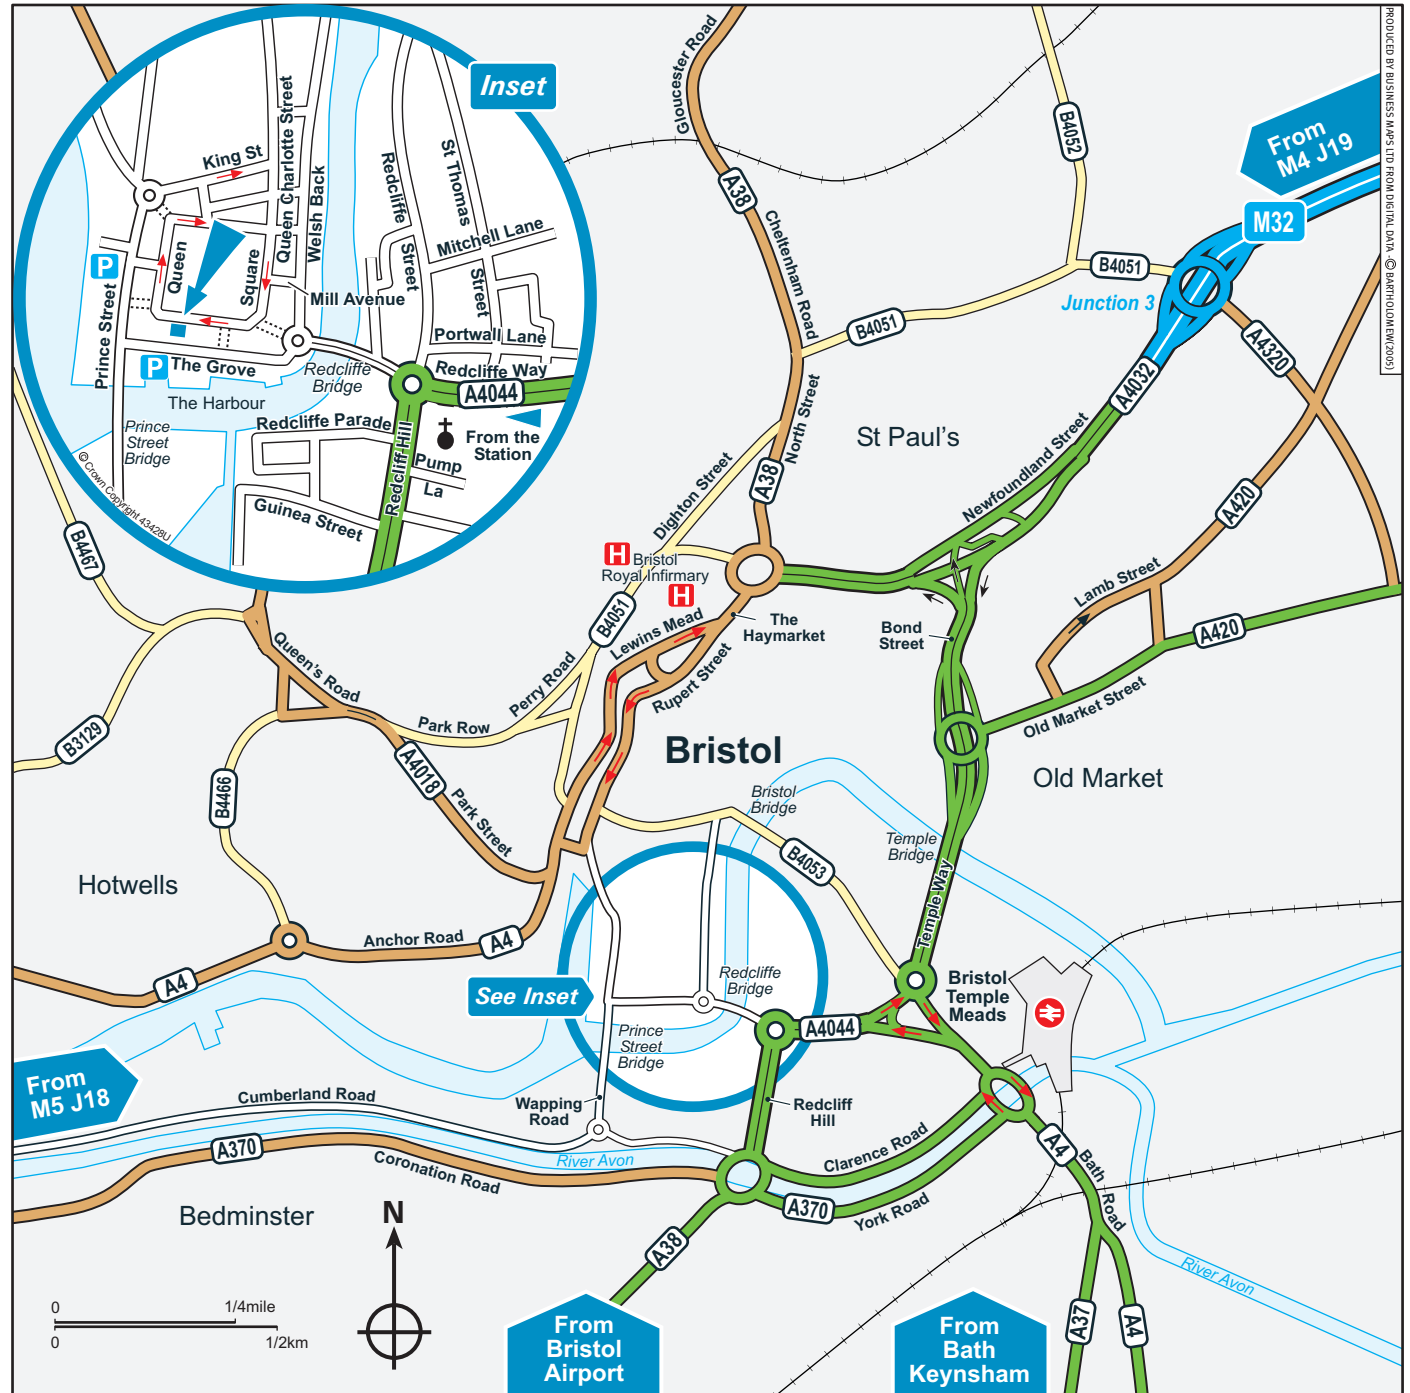 Inset
King St
Queen Charlotte Street
Welsh Back
Redcliffe
Street
St Thomas
Street
Mitchell Lane
Queen
Square
Mill Avenue
Prince Street
P
P
The Grove
Portwall Lane
Redcliffe
Bridge
Redcliffe Way
A4044
The Harbour
Redcliffe Parade
From the
Station
Prince
Street
Bridge
Redcliff Hill
Pump
La
Guinea Street
© Crown Copyright 43428U
PRODUCED BY BUSINESS MAPS LTD FROM DIGITAL DATA - © BARTHOLOMEW(2005)
Gloucester Road
A38
Cheltenham Road
B4052
From
M4 J19
M32
B4051
Junction 3
B4051
A4320
A4032
North Street
A38
St Paul's
Newfoundland Street
Dighton Street
A420
B4467
H
Bristol
Royal Infirmary
H
B4051
Lewins Mead
The
Haymarket
Lamb Street
Bond
Street
A420
Queen's Road
Perry Road
Rupert Street
Park Row
Old Market Street
B3129
A4018
Bristol
Old Market
B4466
Park Street
Bristol
Bridge
B4053
Temple
Bridge
Hotwells
Temple Way
Anchor Road
A4
A4
See Inset
Redcliffe
Bridge
Bristol
Temple
Meads
Prince
Street
Bridge
A4044
From
M5 J18
Cumberland Road
Wapping
Road
Redcliff
Hill
A370
Coronation Road
River Avon
Clarence Road
A4
Bath
Road
A370
York Road
Bedminster
N
A38
River Avon
0
1/4mile
0
1/2km
From
Bristol
Airport
From
Bath
Keynsham
A37
A4